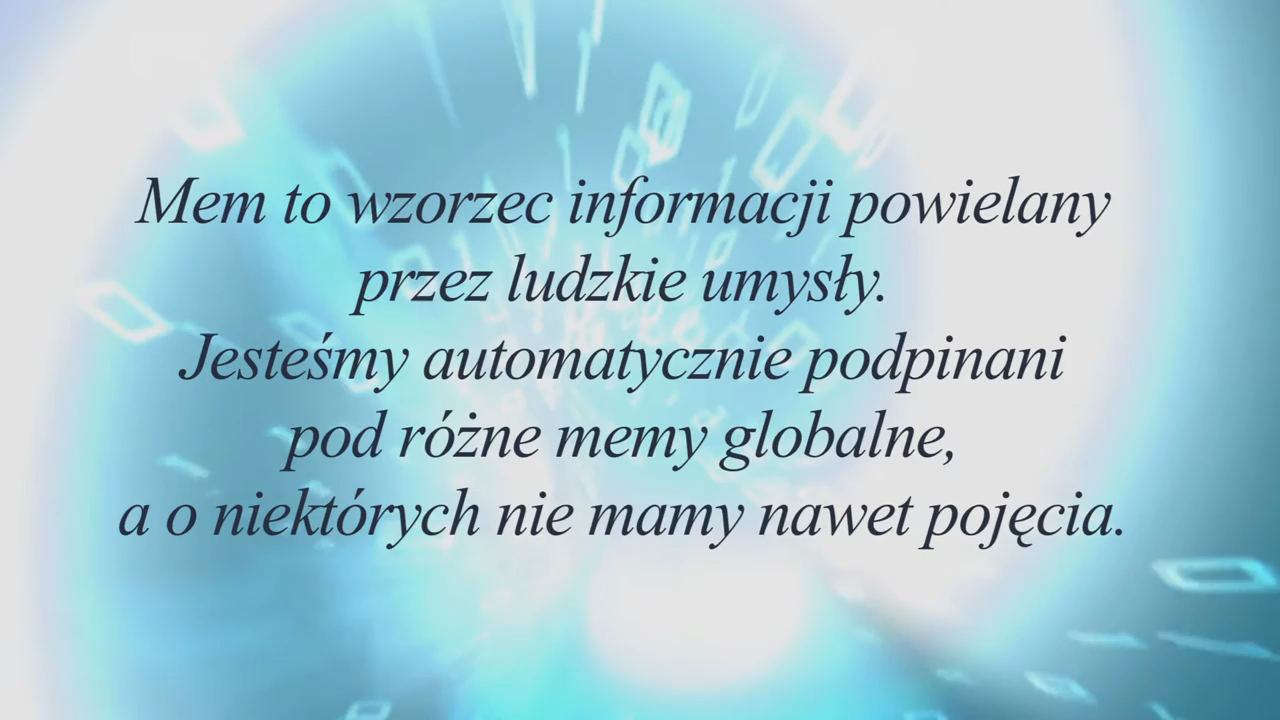 Mem to wzorzec informacji powielany
przez ludzkie umysły.
Jesteśmy automatycznie podpinani
pod różne memy globalne,
a o niektórych nie mamy nawet pojęcia.